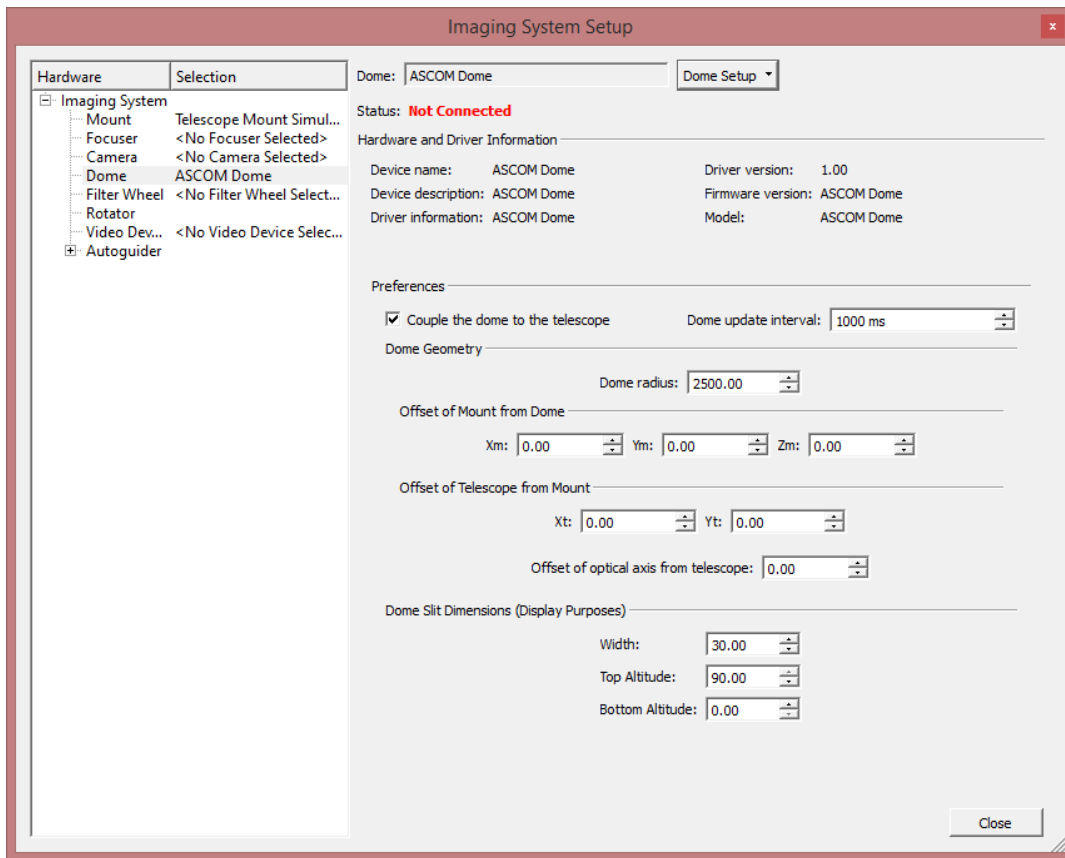 Imaging System Setup
x
Hardware Selection
Imaging System
Mount Telescope Mount Simul...
Focuser <No Focuser Selected>
Camera <No Camera Selected>
Dome ASCOM Dome
Filter Wheel <No Filter Wheel Select...
Rotator
Video Dev... <No Video Device Selec...
Autoguider
Dome: ASCOM Dome Dome Setup
Status: Not Connected
Hardware and Driver Information
Device name: ASCOM Dome Driver version: 1.00
Device description: ASCOM Dome Firmware version: ASCOM Dome
Driver information: ASCOM Dome Model: ASCOM Dome
Preferences
Couple the dome to the telescope Dome update interval: 1000 ms
Dome Geometry
Dome radius: 2500.00
Offset of Mount from Dome
Xm: 0.00 Ym: 0.00 Zm: 0.00
Offset of Telescope from Mount
Xt: 0.00 Yt: 0.00
Offset of optical axis from telescope: 0.00
Dome Slit Dimensions (Display Purposes)
Width: 30.00
Top Altitude: 90.00
Bottom Altitude: 0.00
Close